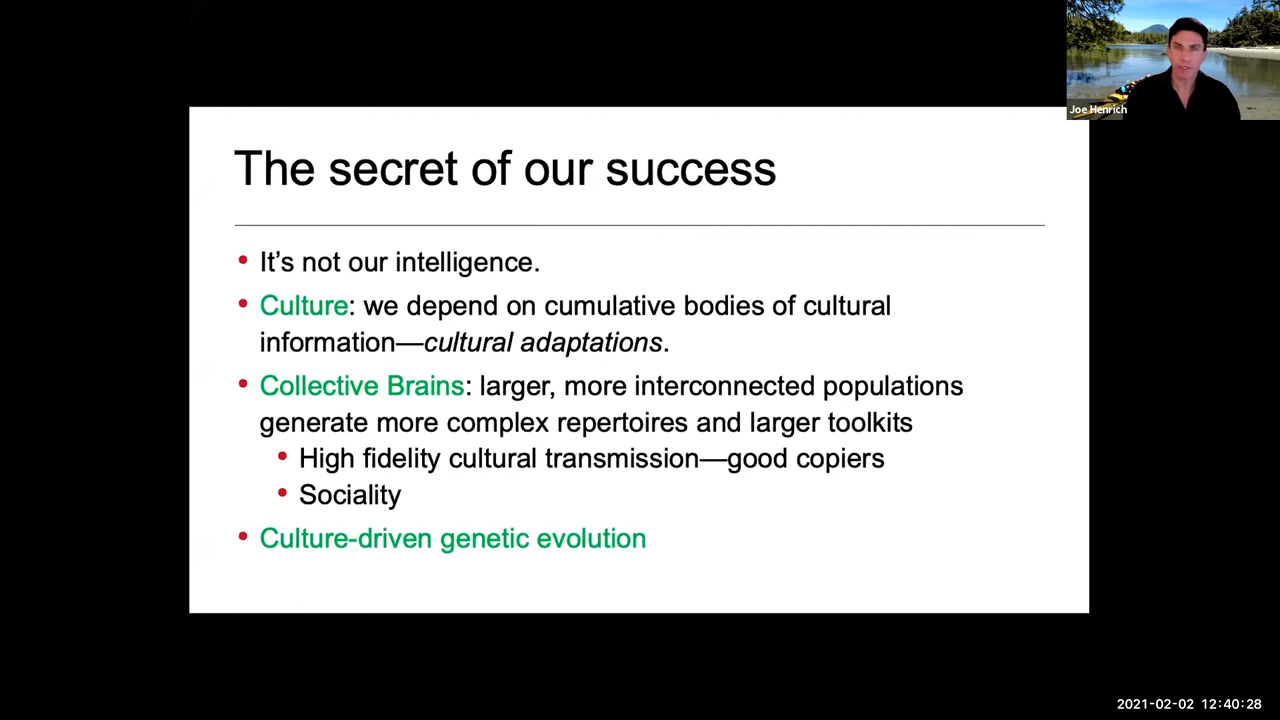 Joe Henrich
The secret of our success
• It’s not our intelligence.
• Culture: we depend on cumulative bodies of cultural
information—cultural adaptations.
• Collective Brains: larger, more interconnected populations
generate more complex repertoires and larger toolkits
• High fidelity cultural transmission—good copiers
• Sociality
• Culture-driven genetic evolution
2021-02-02 12:40:28